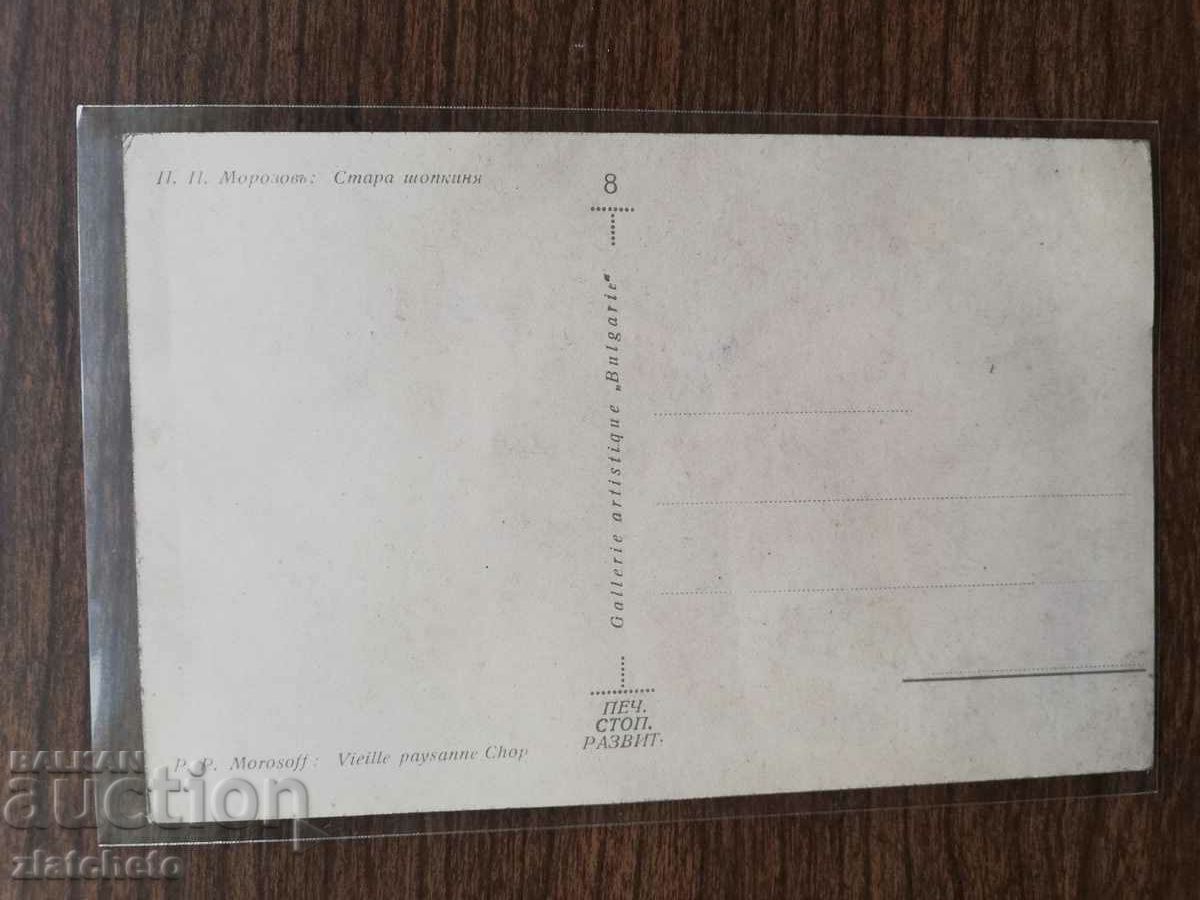 П. П. Морозовъ: Стара шопкиня
8
Gallerie artistique „Bulgarie“
ПЕЧ.
СТОП.
РАЗВИТ.
P. P. Morosoff: Vieille paysanne Chop
BALKAN
auction
zlatcheto